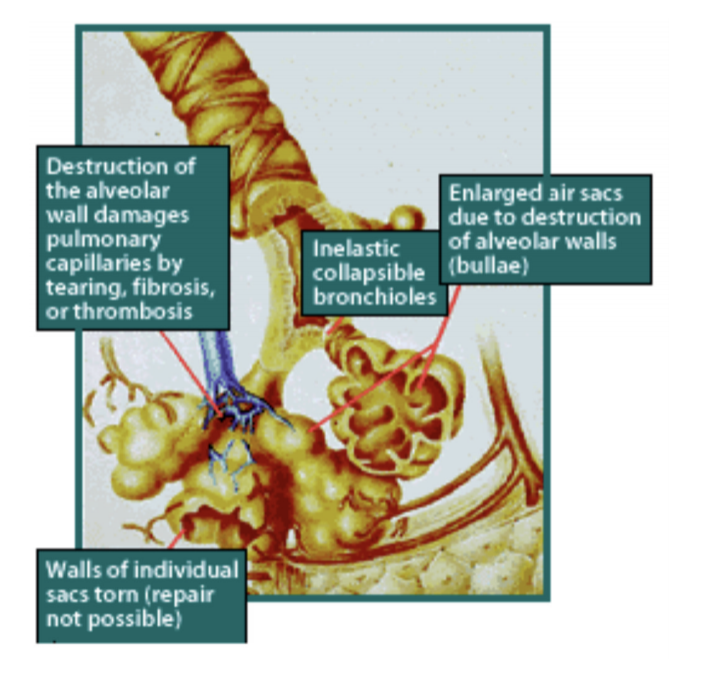 Destruction of
the alveolar
wall damages
pulmonary
capillaries by
tearing, fibrosis,
or thrombosis
Inelastic
collapsible
bronchioles
Enlarged air sacs
due to destruction
of alveolar walls
(bullae)
Walls of individual
sacs torn (repair
not possible)